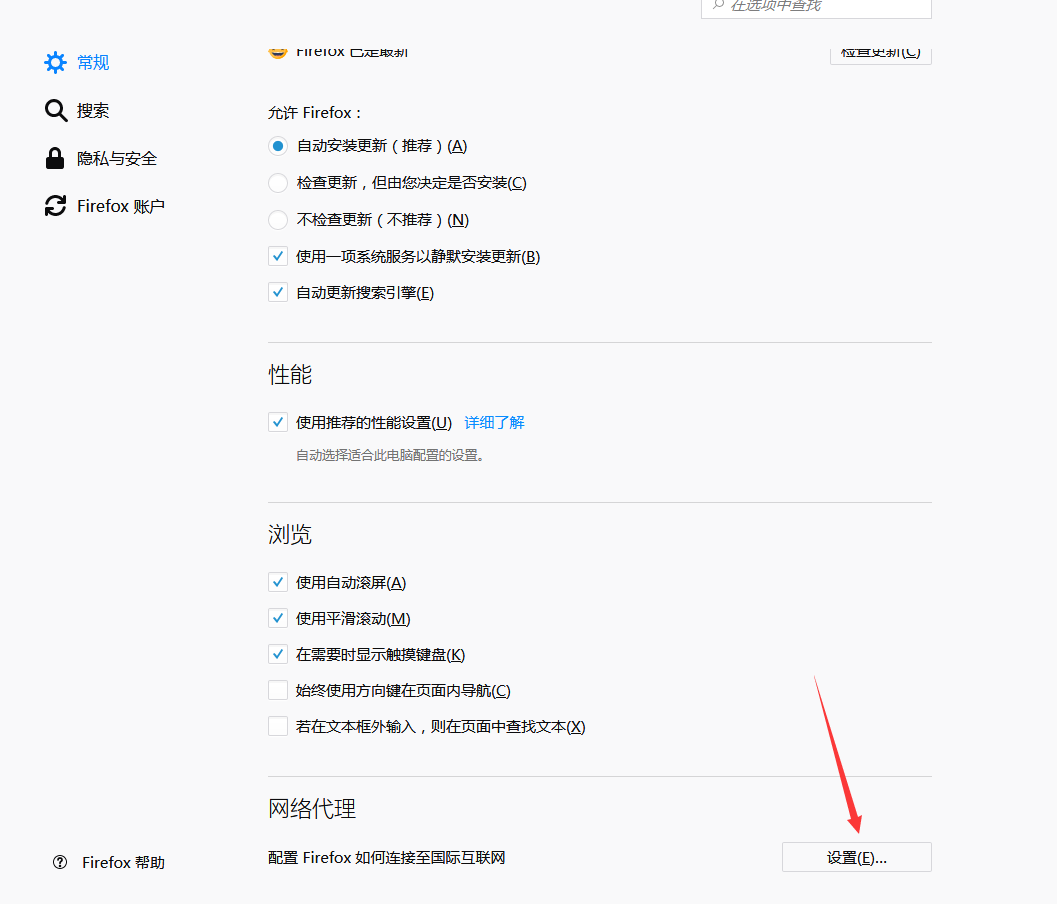 在选项中查找
常规
搜索
隐私与安全
Firefox 账户
Firefox 已是最新
检查更新(C)
允许 Firefox：
自动安装更新（推荐）(A)
检查更新，但由您决定是否安装(C)
不检查更新（不推荐）(N)
使用一项系统服务以静默安装更新(B)
自动更新搜索引擎(E)
性能
使用推荐的性能设置(U) 详细了解
自动选择适合此电脑配置的设置。
浏览
使用自动滚屏(A)
使用平滑滚动(M)
在需要时显示触摸键盘(K)
始终使用方向键在页面内导航(C)
若在文本框外输入，则在页面中查找文本(X)
网络代理
配置 Firefox 如何连接至国际互联网
设置(E)...
Firefox 帮助